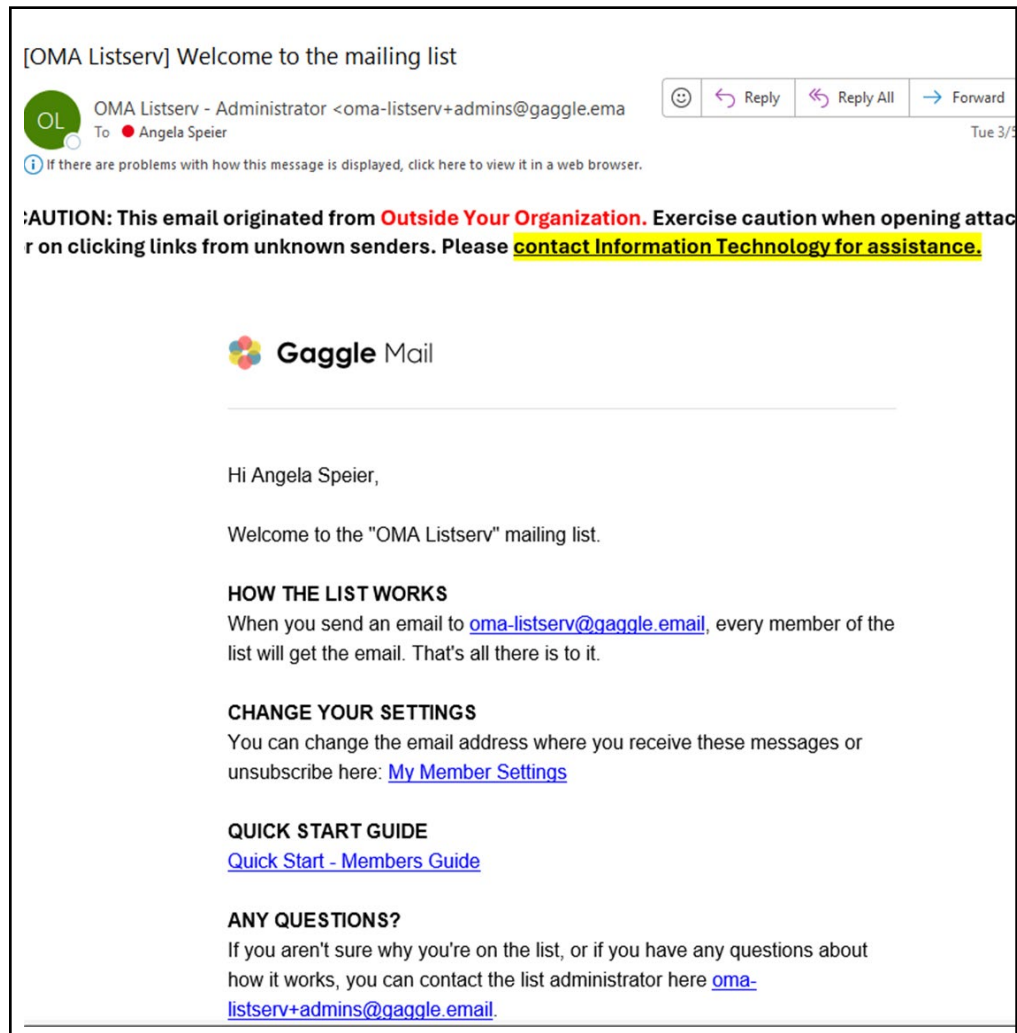 [OMA Listserv] Welcome to the mailing list
OL
OMA Listserv - Administrator <oma-listserv+admins@gaggle.ema
Reply
Reply All
Forward
To Angela Speier
Tue 3/5
If there are problems with how this message is displayed, click here to view it in a web browser.
CAUTION: This email originated from Outside Your Organization. Exercise caution when opening attac
r on clicking links from unknown senders. Please contact Information Technology for assistance.
Gaggle Mail
Hi Angela Speier,
Welcome to the "OMA Listserv" mailing list.
HOW THE LIST WORKS
When you send an email to oma-listserv@gaggle.email, every member of the
list will get the email. That's all there is to it.
CHANGE YOUR SETTINGS
You can change the email address where you receive these messages or
unsubscribe here: My Member Settings
QUICK START GUIDE
Quick Start - Members Guide
ANY QUESTIONS?
If you aren't sure why you're on the list, or if you have any questions about
how it works, you can contact the list administrator here oma-
listserv+admins@gaggle.email.